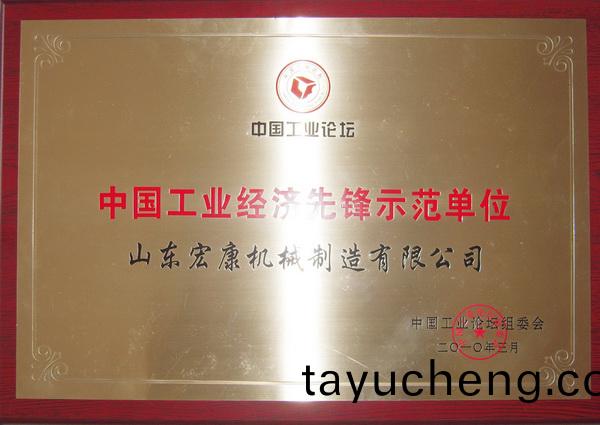 中国工业论坛
中国工业经济先锋示范单位
山东宏康机械制造有限公司
中国工业论坛组委会
二〇一〇年三月
tayucheng.co